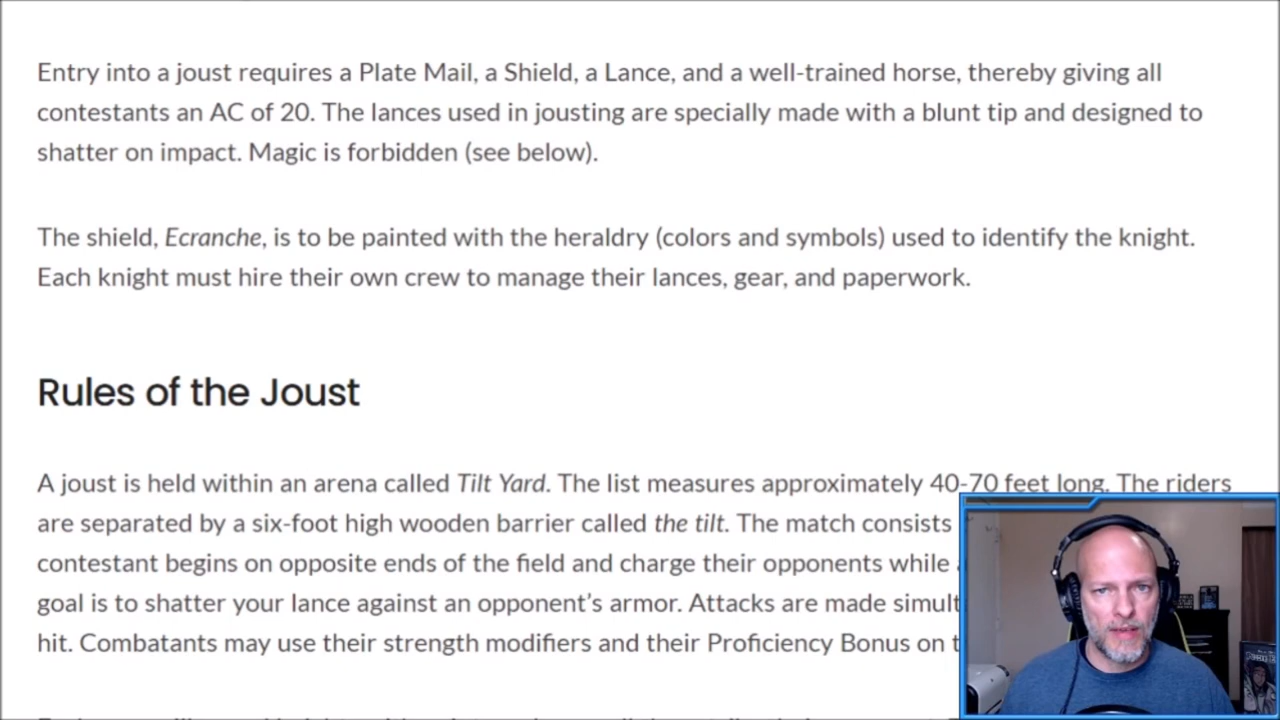 Entry into a joust requires a Plate Mail, a Shield, a Lance, and a well-trained horse, thereby giving all
contestants an AC of 20. The lances used in jousting are specially made with a blunt tip and designed to
shatter on impact. Magic is forbidden (see below).
The shield, Ecranche, is to be painted with the heraldry (colors and symbols) used to identify the knight.
Each knight must hire their own crew to manage their lances, gear, and paperwork.
Rules of the Joust
A joust is held within an arena called Tilt Yard. The list measures approximately 40-70 feet long. The riders
are separated by a six-foot high wooden barrier called the tilt. The match consists
contestant begins on opposite ends of the field and charge their opponents while
goal is to shatter your lance against an opponent's armor. Attacks are made
hit. Combatants may use their strength modifiers and their Proficiency Bonus on